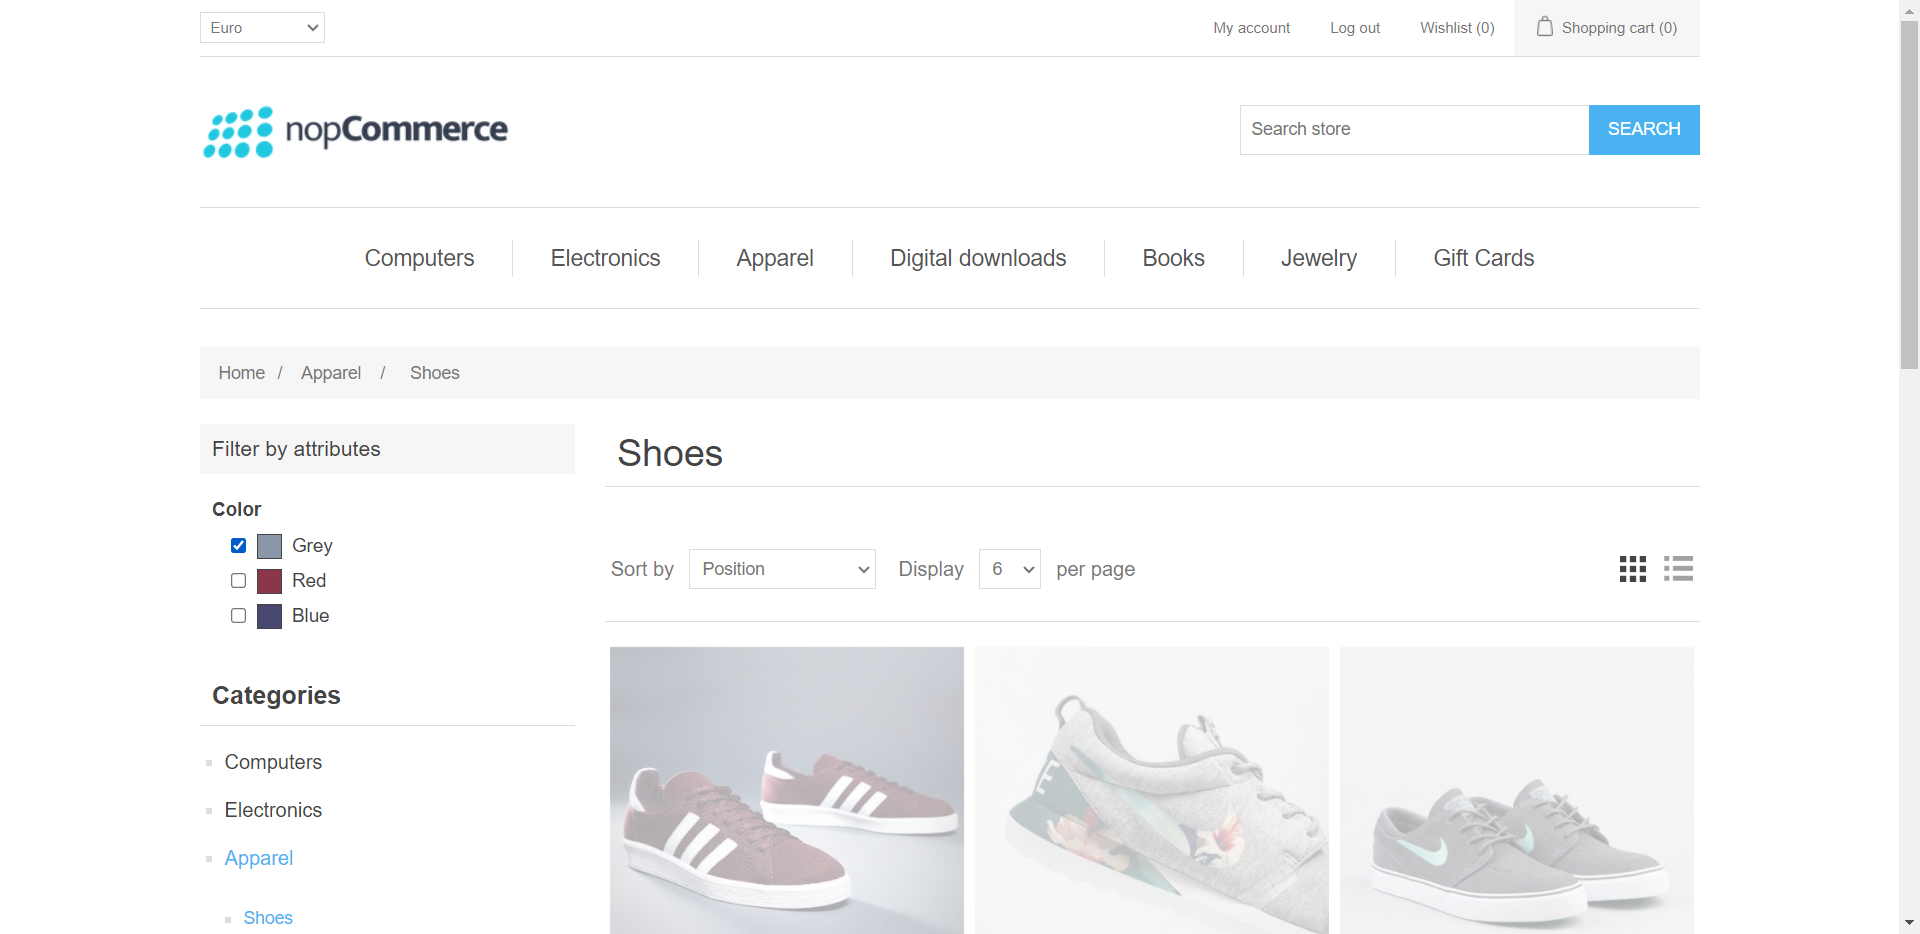 Euro
My account
Log out
Wishlist (0)
Shopping cart (0)
nopCommerce
Search store
SEARCH
Computers
Electronics
Apparel
Digital downloads
Books
Jewelry
Gift Cards
Home / Apparel / Shoes
Filter by attributes
Color
Grey
Red
Blue
Categories
Computers
Electronics
Apparel
Shoes
Shoes
Sort by Position Display 6 per page
E